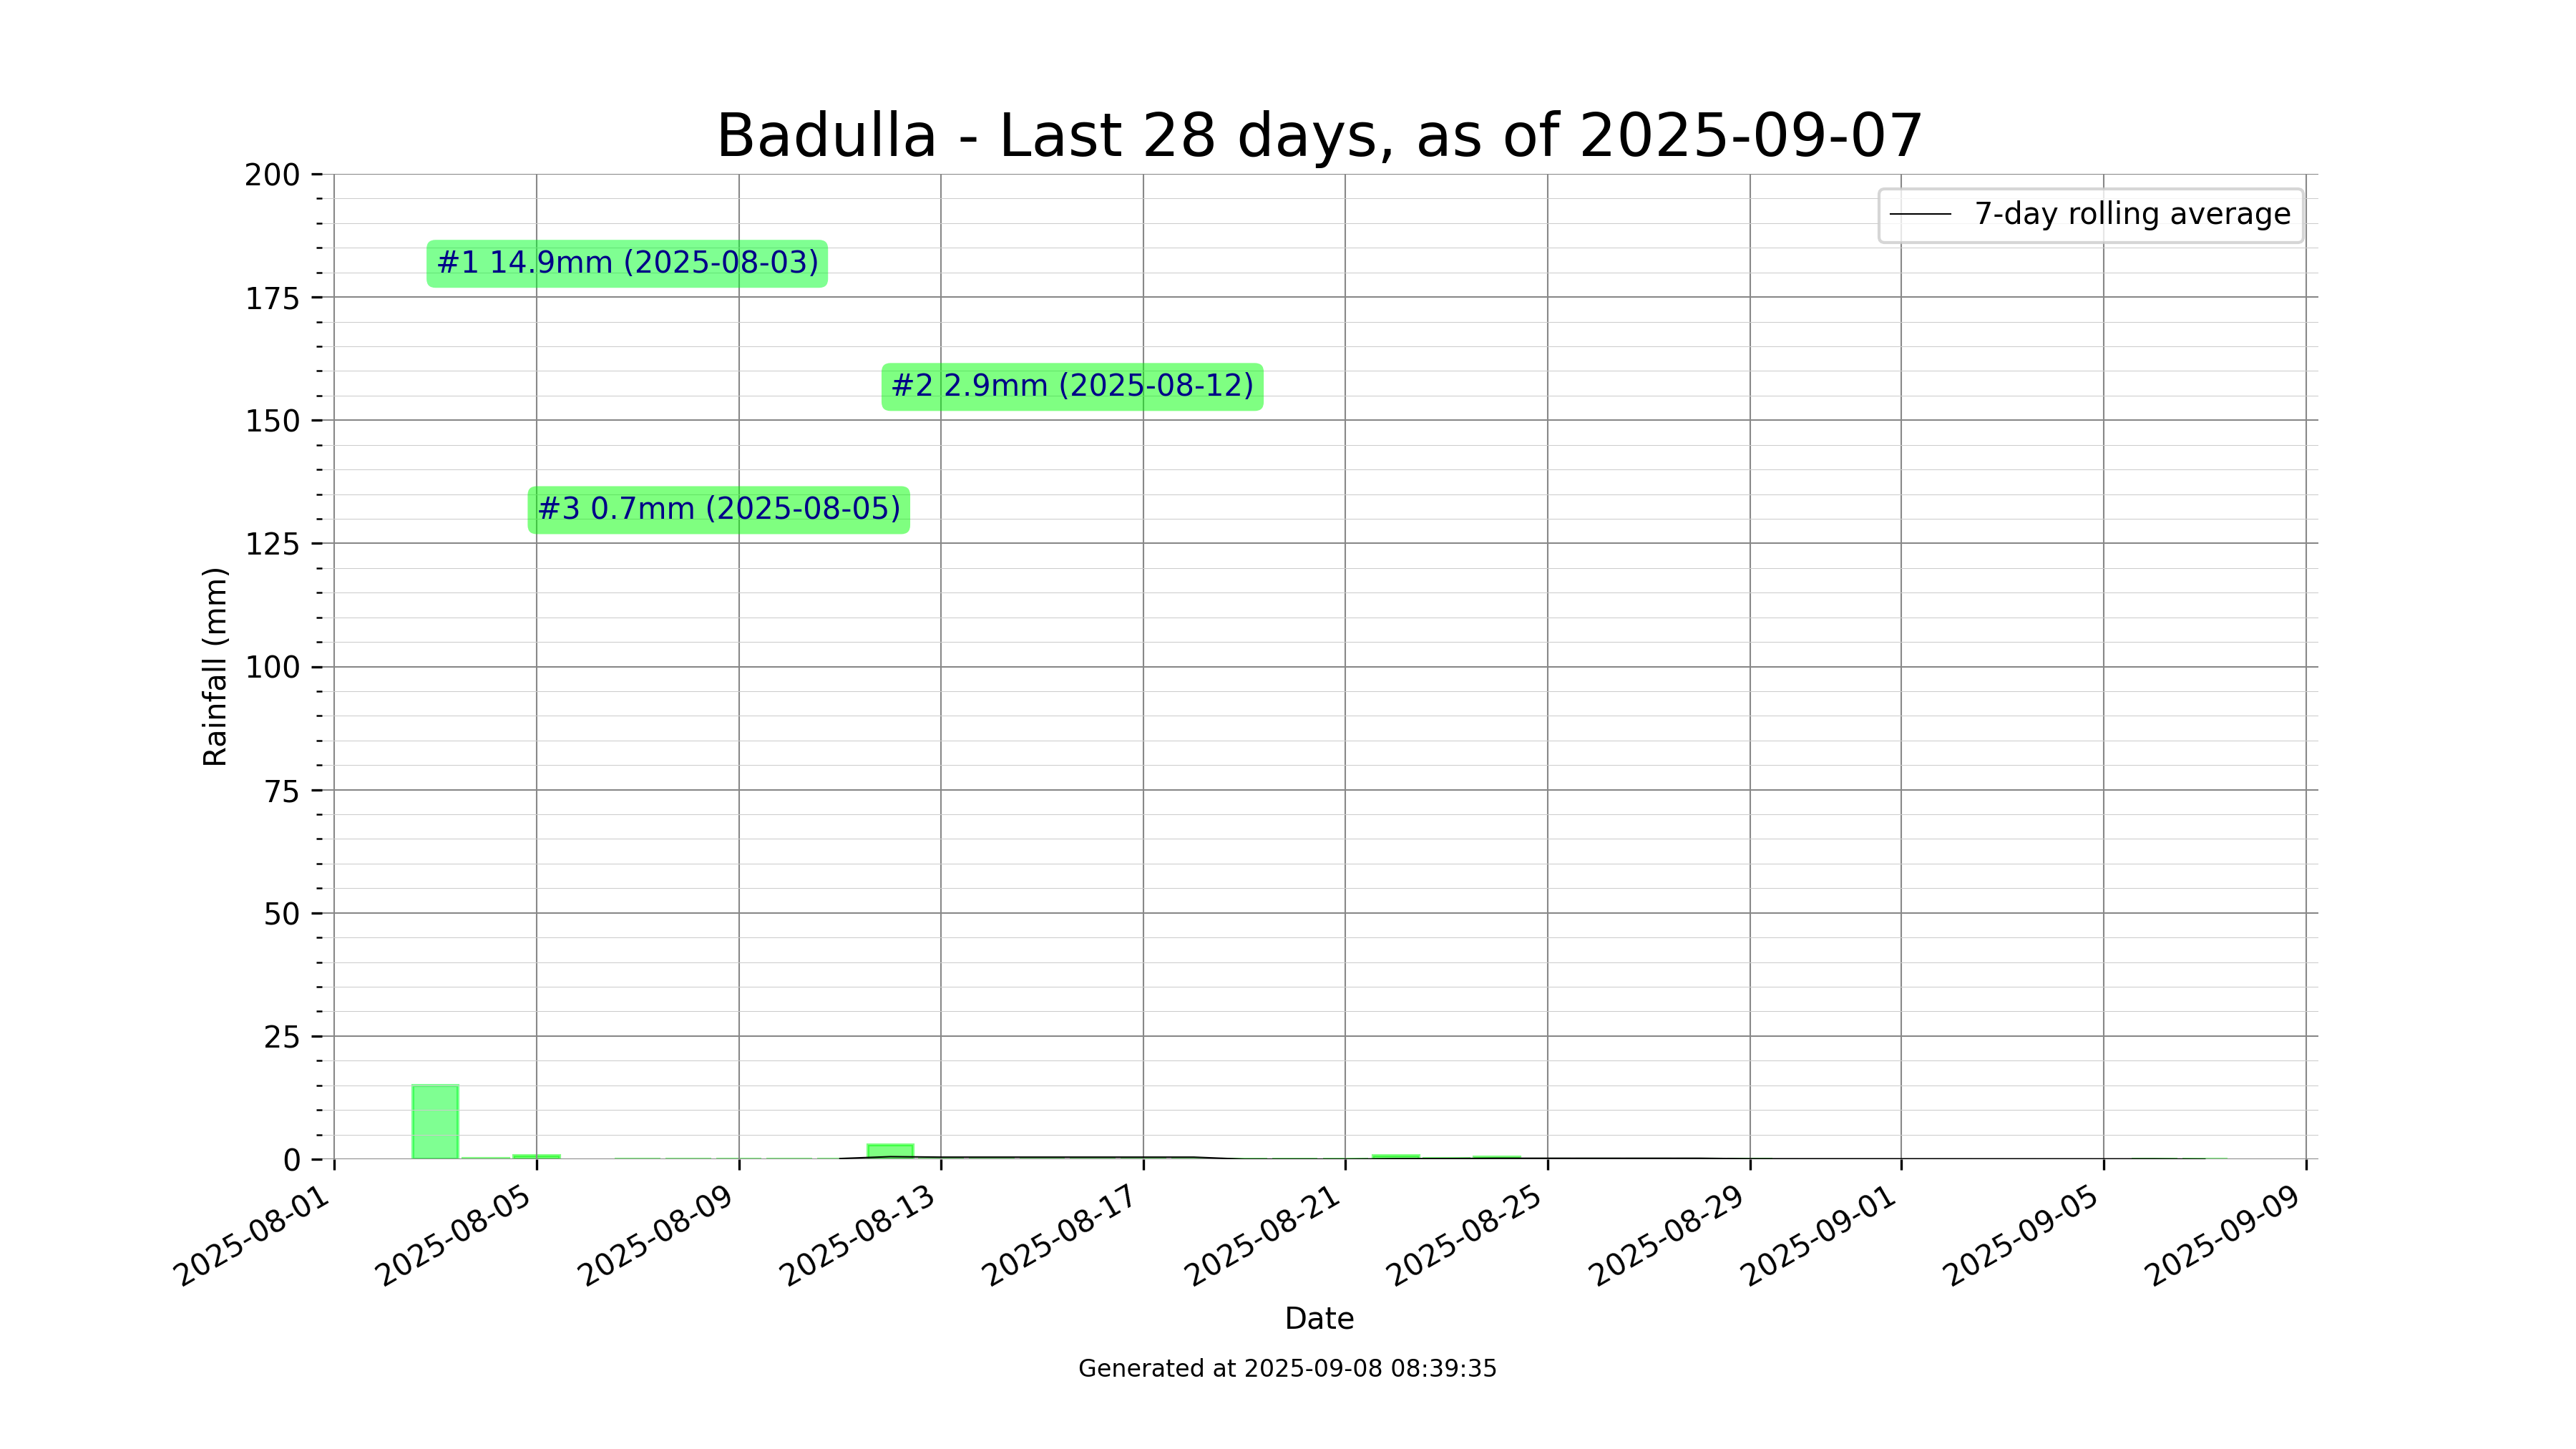 Badulla - Last 28 days, as of 2025-09-07
7-day rolling average
#1 14.9mm (2025-08-03)
#2 2.9mm (2025-08-12)
#3 0.7mm (2025-08-05)
Rainfall (mm)
200
175
150
125
100
75
50
25
0
2025-08-01
2025-08-05
2025-08-09
2025-08-13
2025-08-17
2025-08-21
2025-08-25
2025-08-29
2025-09-01
2025-09-05
2025-09-09
Date
Generated at 2025-09-08 08:39:35